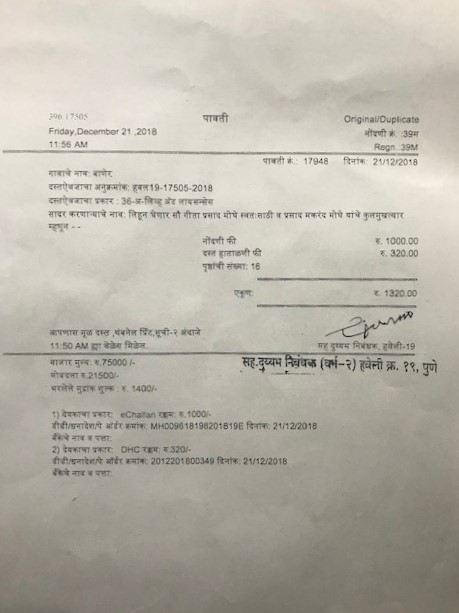 396 17505
पावती
Original/Duplicate
Friday,December 21 ,2018
नोंदणी क्रं. :39म
11:56 AM
Regn.:39M
पावती क्रं.: 17948 दिनांक: 21/12/2018
गावाचे नाव: बाणेर
दस्तऐवजाचा अनुक्रमांक: हवल19-17505-2018
दस्तऐवजाचा प्रकार : 36-अ-लिव्ह अॅड लायसन्सेस
सादर करणाऱ्याचे नाव: लिहून घेणार सौ गीता प्रसाद मोघे स्वतःसाठी व प्रसाद मकरंद मोघे यांचे कुलमुखत्यार
म्हणून - -
नोंदणी फी रु. 1000.00
दस्त हाताळणी फी रु. 320.00
पृष्ठांची संख्या: 16
एकूण: रु. 1320.00
आपणास मूळ दस्त ,थंबनेल प्रिंट,सूची-२ अंदाजे
11:50 AM ह्या वेळेस मिळेल.
सह दुय्यम निबंधक, हवेली-19
बाजार मुल्य: रु.75000 /-
सह. दुय्यम निबंधक (वर्ग-२) हवेली क्र. १९, पुणे
मोबदला रु.21500/-
भरलेले मुद्रांक शुल्क : रु. 1400/-
1) देयकाचा प्रकार: eChallan रक्कम: रु.1000/-
डीडी/धनादेश/पे ऑर्डर क्रमांक: MH009618198201819E दिनांक: 21/12/2018
बँकेचे नाव व पत्ता:
2) देयकाचा प्रकार: DHC रक्कम: रु.320/-
डीडी/धनादेश/पे ऑर्डर क्रमांक: 2012201800349 दिनांक: 21/12/2018
बँकेचे नाव व पत्ता: